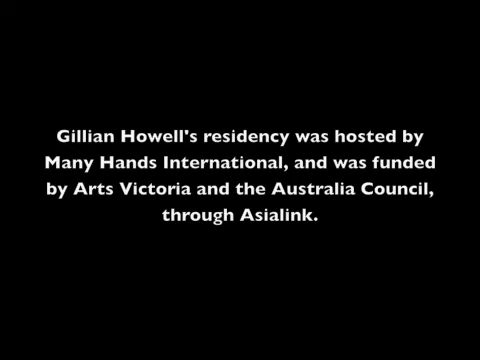 Gillian Howell's residency was hosted by
Many Hands International, and was funded
by Arts Victoria and the Australia Council,
through Asialink.